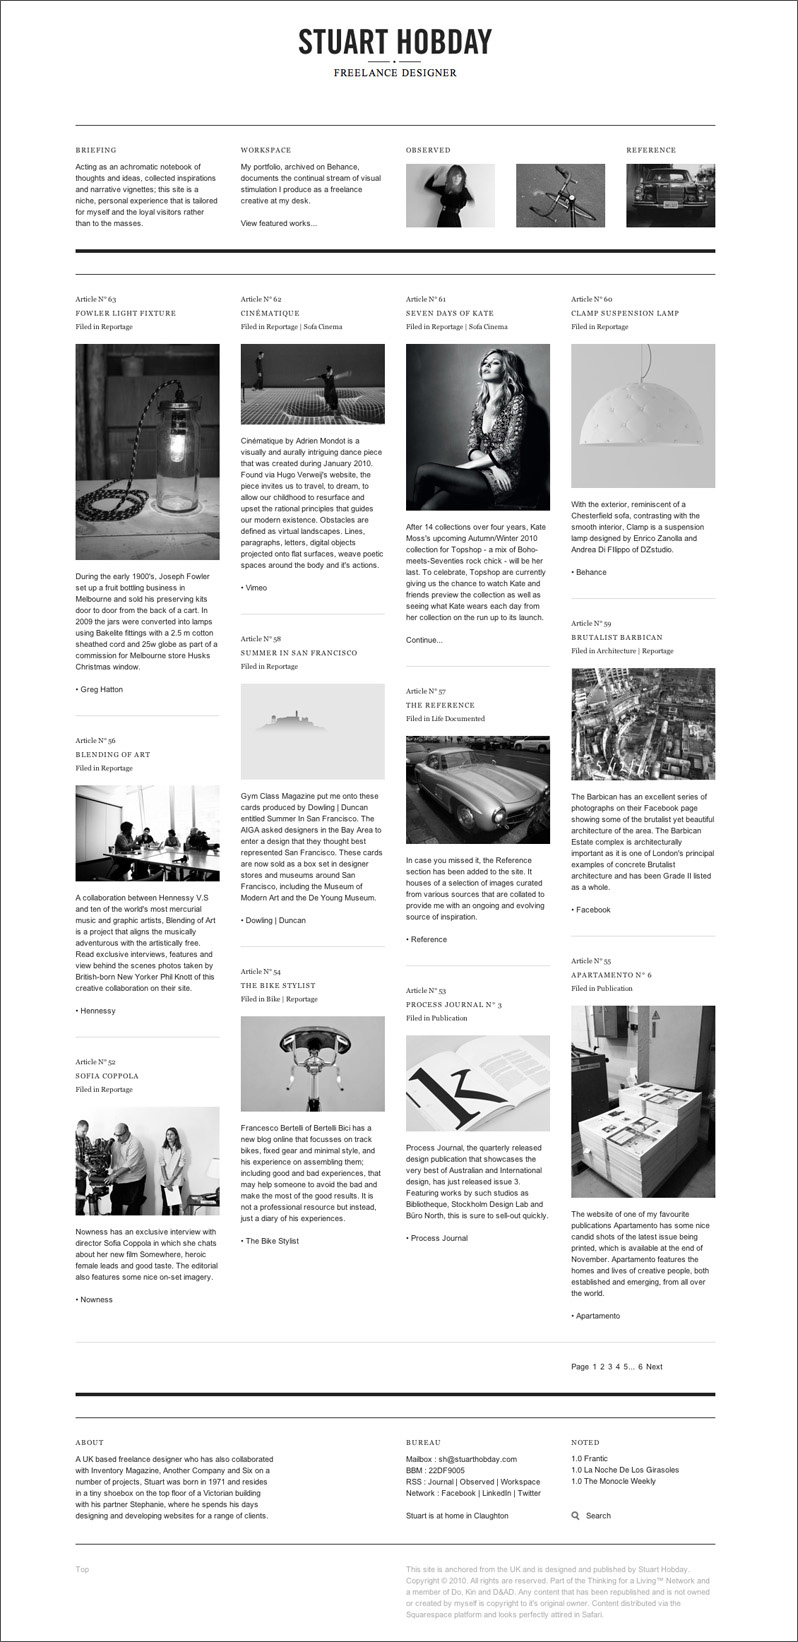 STUART HOBDAY
FREELANCE DESIGNER
BRIEFING
Acting as an achromatic notebook of
thoughts and ideas, collected inspirations
and narrative vignettes; this site is a
niche, personal experience that is tailored
for myself and the loyal visitors rather
than to the masses.
WORKSPACE
My portfolio, archived on Behance,
documents the continual stream of visual
stimulation I produce as a freelance
creative at my desk.
View featured works...
OBSERVED
REFERENCE
Article Nº 63
FOWLER LIGHT FIXTURE
Filed in Reportage
During the early 1900's, Joseph Fowler
set up a fruit bottling business in
Melbourne and sold his preserving kits
door to door from the back of a cart. In
2009 the jars were converted into lamps
using Bakelite fittings with a 2.5 m cotton
sheathed cord and 25w globe as part of a
commission for Melbourne store Husks
Christmas window.
• Greg Hatton
Article Nº 56
BLENDING OF ART
Filed in Reportage
A collaboration between Hennessy V.S
and ten of the world's most mercurial
music and graphic artists, Blending of Art
is a project that aligns the musically
adventurous with the artistically free.
Read exclusive interviews, features and
view behind the scenes photos taken by
British-born New Yorker Phil Knott of this
creative collaboration on their site.
• Hennessy
Article Nº 52
SOFIA COPPOLA
Filed in Reportage
Nowness has an exclusive interview with
director Sofia Coppola in which she chats
about her new film Somewhere, heroic
female leads and good taste. The editorial
also features some nice on-set imagery.
• Nowness
Article Nº 62
CINÉMATIQUE
Filed in Reportage | Sofa Cinema
Cinématique by Adrien Mondot is a
visually and aurally intriguing dance piece
that was created during January 2010.
Found via Hugo Verweij's website, the
piece invites us to travel, to dream, to
allow our childhood to resurface and
upset the rational principles that guides
our modern existence. Obstacles are
defined as virtual landscapes. Lines,
paragraphs, letters, digital objects
projected onto flat surfaces, weave poetic
spaces around the body and it's actions.
• Vimeo
Article Nº 58
SUMMER IN SAN FRANCISCO
Filed in Reportage
Gym Class Magazine put me onto these
cards produced by Dowling | Duncan
entitled Summer In San Francisco. The
AIGA asked designers in the Bay Area to
enter a design that they thought best
represented San Francisco. These cards
are now sold as a box set in designer
stores and museums around San
Francisco, including the Museum of
Modern Art and the De Young Museum.
• Dowling | Duncan
Article Nº 54
THE BIKE STYLIST
Filed in Bike | Reportage
Francesco Bertelli of Bertelli Bici has a
new blog online that focusses on track
bikes, fixed gear and minimal style, and
his experience on assembling them;
including good and bad experiences, that
may help someone to avoid the bad and
make the most of the good results. It is
not a professional resource but instead,
just a diary of his experiences.
• The Bike Stylist
Article Nº 61
SEVEN DAYS OF KATE
Filed in Reportage | Sofa Cinema
After 14 collections over four years, Kate
Moss's upcoming Autumn/Winter 2010
collection for Topshop - a mix of Boho-
meets-Seventies rock chick - will be her
last. To celebrate, Topshop are currently
giving us the chance to watch Kate and
friends preview the collection as well as
seeing what Kate wears each day from
her collection on the run up to its launch.
Continue...
Article Nº 57
THE REFERENCE
Filed in Life Documented
In case you missed it, the Reference
section has been added to the site. It
houses of a selection of images curated
from various sources that are collated to
provide me with an ongoing and evolving
source of inspiration.
• Reference
Article Nº 53
PROCESS JOURNAL Nº 3
Filed in Publication
k
Process Journal, the quarterly released
design publication that showcases the
very best of Australian and International
design, has just released issue 3.
Featuring works by such studios as
Bibliotheque, Stockholm Design Lab and
Büro North, this is sure to sell-out quickly.
• Process Journal
Article Nº 60
CLAMP SUSPENSION LAMP
Filed in Reportage
With the exterior, reminiscent of a
Chesterfield sofa, contrasting with the
smooth interior, Clamp is a suspension
lamp designed by Enrico Zanolla and
Andrea Di FIlippo of DZstudio.
• Behance
Article Nº 59
BRUTALIST BARBICAN
Filed in Architecture | Reportage
The Barbican has an excellent series of
photographs on their Facebook page
showing some of the brutalist yet beautiful
architecture of the area. The Barbican
Estate complex is architecturally
important as it is one of London's principal
examples of concrete Brutalist
architecture and has been Grade II listed
as a whole.
• Facebook
Article Nº 55
APARTAMENTO Nº 6
Filed in Publication
The website of one of my favourite
publications Apartamento has some nice
candid shots of the latest issue being
printed, which is available at the end of
November. Apartamento features the
homes and lives of creative people, both
established and emerging, from all over
the world.
• Apartamento
Page 1 2 3 4 5... 6 Next
ABOUT
A UK based freelance designer who has also collaborated
with Inventory Magazine, Another Company and Six on a
number of projects, Stuart was born in 1971 and resides
in a tiny shoebox on the top floor of a Victorian building
with his partner Stephanie, where he spends his days
designing and developing websites for a range of clients.
BUREAU
Mailbox : sh@stuarthobday.com
BBM : 22DF9005
RSS : Journal | Observed | Workspace
Network : Facebook | LinkedIn | Twitter
Stuart is at home in Claughton
NOTED
1.0 Frantic
1.0 La Noche De Los Girasoles
1.0 The Monocle Weekly
Search
Top
This site is anchored from the UK and is designed and published by Stuart Hobday.
Copyright © 2010. All rights are reserved. Part of the Thinking for a Living™ Network and
a member of Do, Kin and D&AD. Any content that has been republished and is not owned
or created by myself is copyright to it's original owner. Content distributed via the
Squarespace platform and looks perfectly attired in Safari.